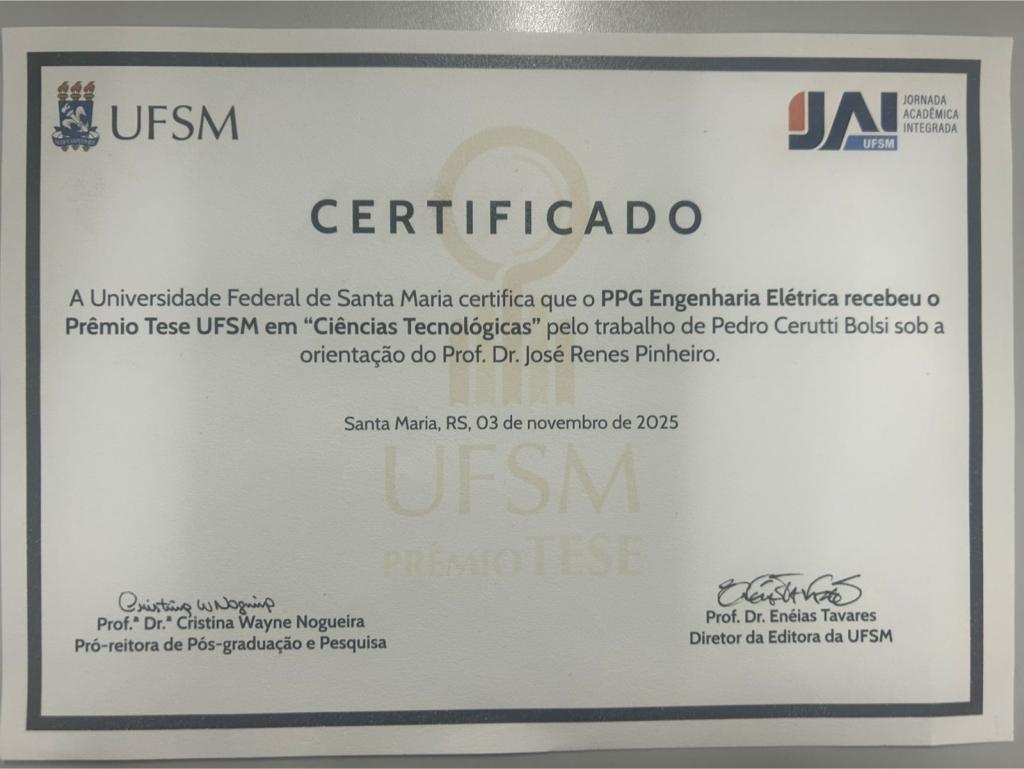 UFSM
JAI
JORNADA
ACADÊMICA
INTEGRADA
UFSM
CERTIFICADO
A Universidade Federal de Santa Maria certifica que o PPG Engenharia Elétrica recebeu o
Prêmio Tese UFSM em “Ciências Tecnológicas” pelo trabalho de Pedro Cerutti Bolsi sob a
orientação do Prof. Dr. José Renes Pinheiro.
Santa Maria, RS, 03 de novembro de 2025
UFSM
PRÊMIO TESE
Prof.ª Dr.ª Cristina Wayne Nogueira
Pró-reitora de Pós-graduação e Pesquisa
Prof. Dr. Enéias Tavares
Diretor da Editora da UFSM